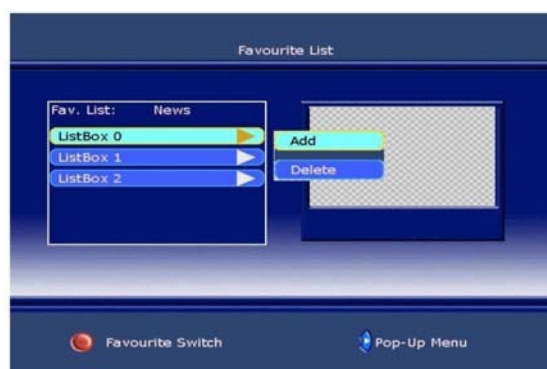 Favourite List
Fav. List: News
ListBox 0
ListBox 1
ListBox 2
Add
Delete
Favourite Switch
Pop-Up Menu